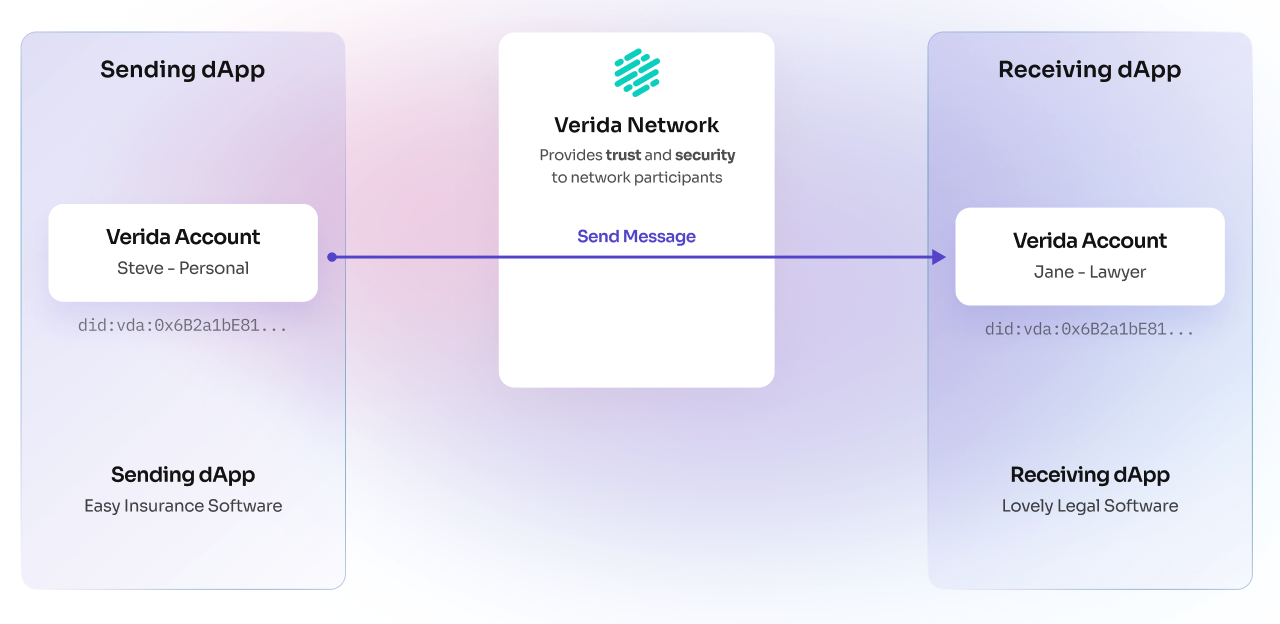 Sending dApp
Verida Account
Steve - Personal
did:vda:0x6B2a1bE81...
Sending dApp
Easy Insurance Software
Verida Network
Provides trust and security
to network participants
Send Message
Receiving dApp
Verida Account
Jane - Lawyer
did:vda:0x6B2a1bE81...
Receiving dApp
Lovely Legal Software